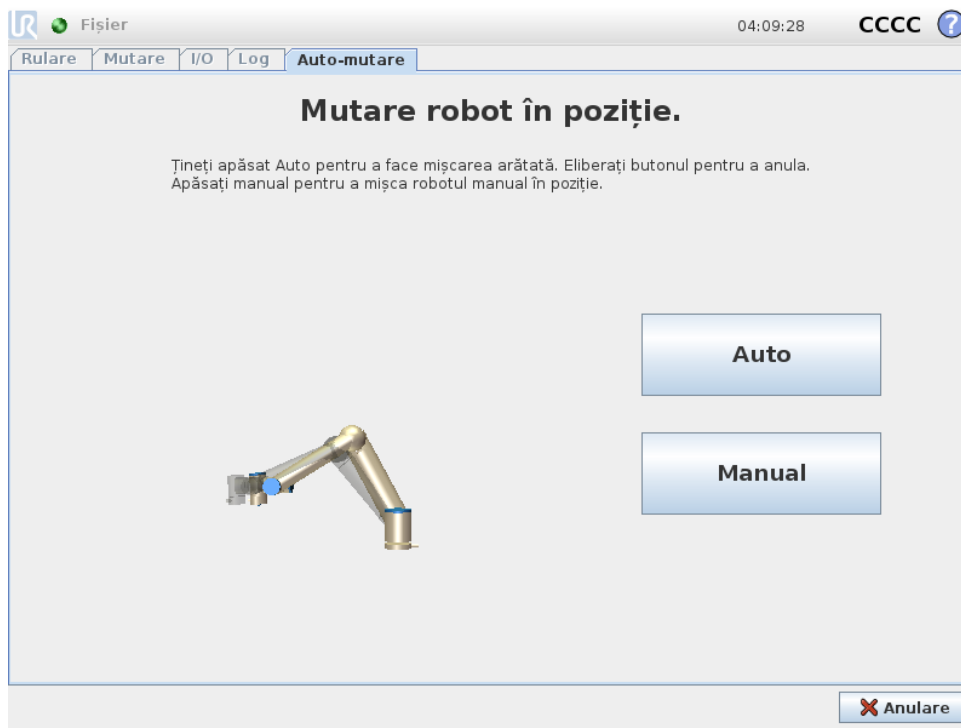 UR
Fișier
04:09:28
CCCC
?
Rulare
Mutare
I/O
Log
Auto-mutare
Mutare robot în poziție.
Țineți apăsat Auto pentru a face mișcarea arătată. Eliberați butonul pentru a anula.
Apăsați manual pentru a mișca robotul manual în poziție.
Auto
Manual
Anulare